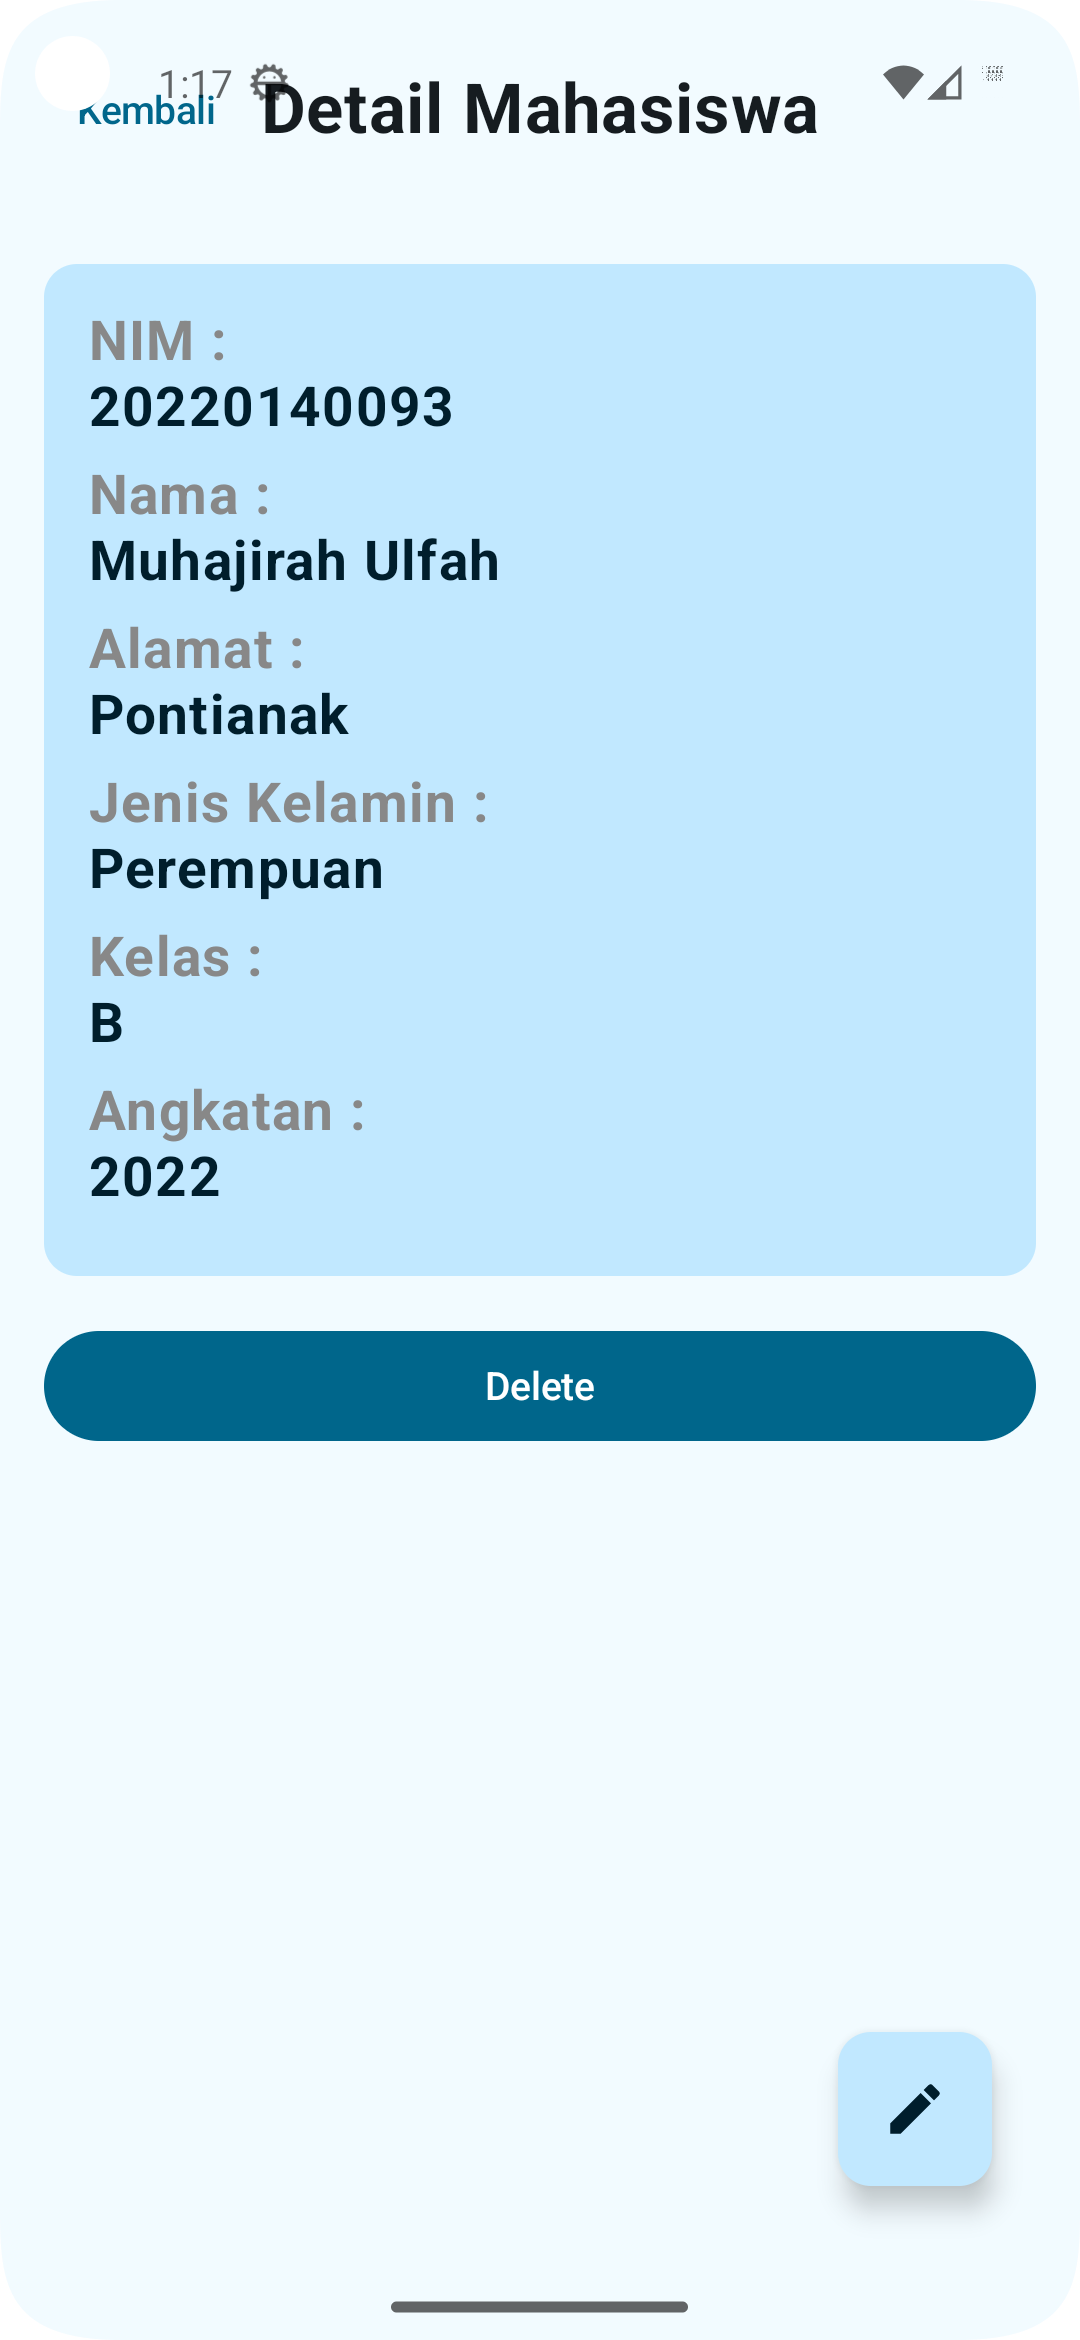 1:17
Kembali
Detail Mahasiswa
NIM :
20220140093
Nama :
Muhajirah Ulfah
Alamat :
Pontianak
Jenis Kelamin :
Perempuan
Kelas :
B
Angkatan :
2022
Delete